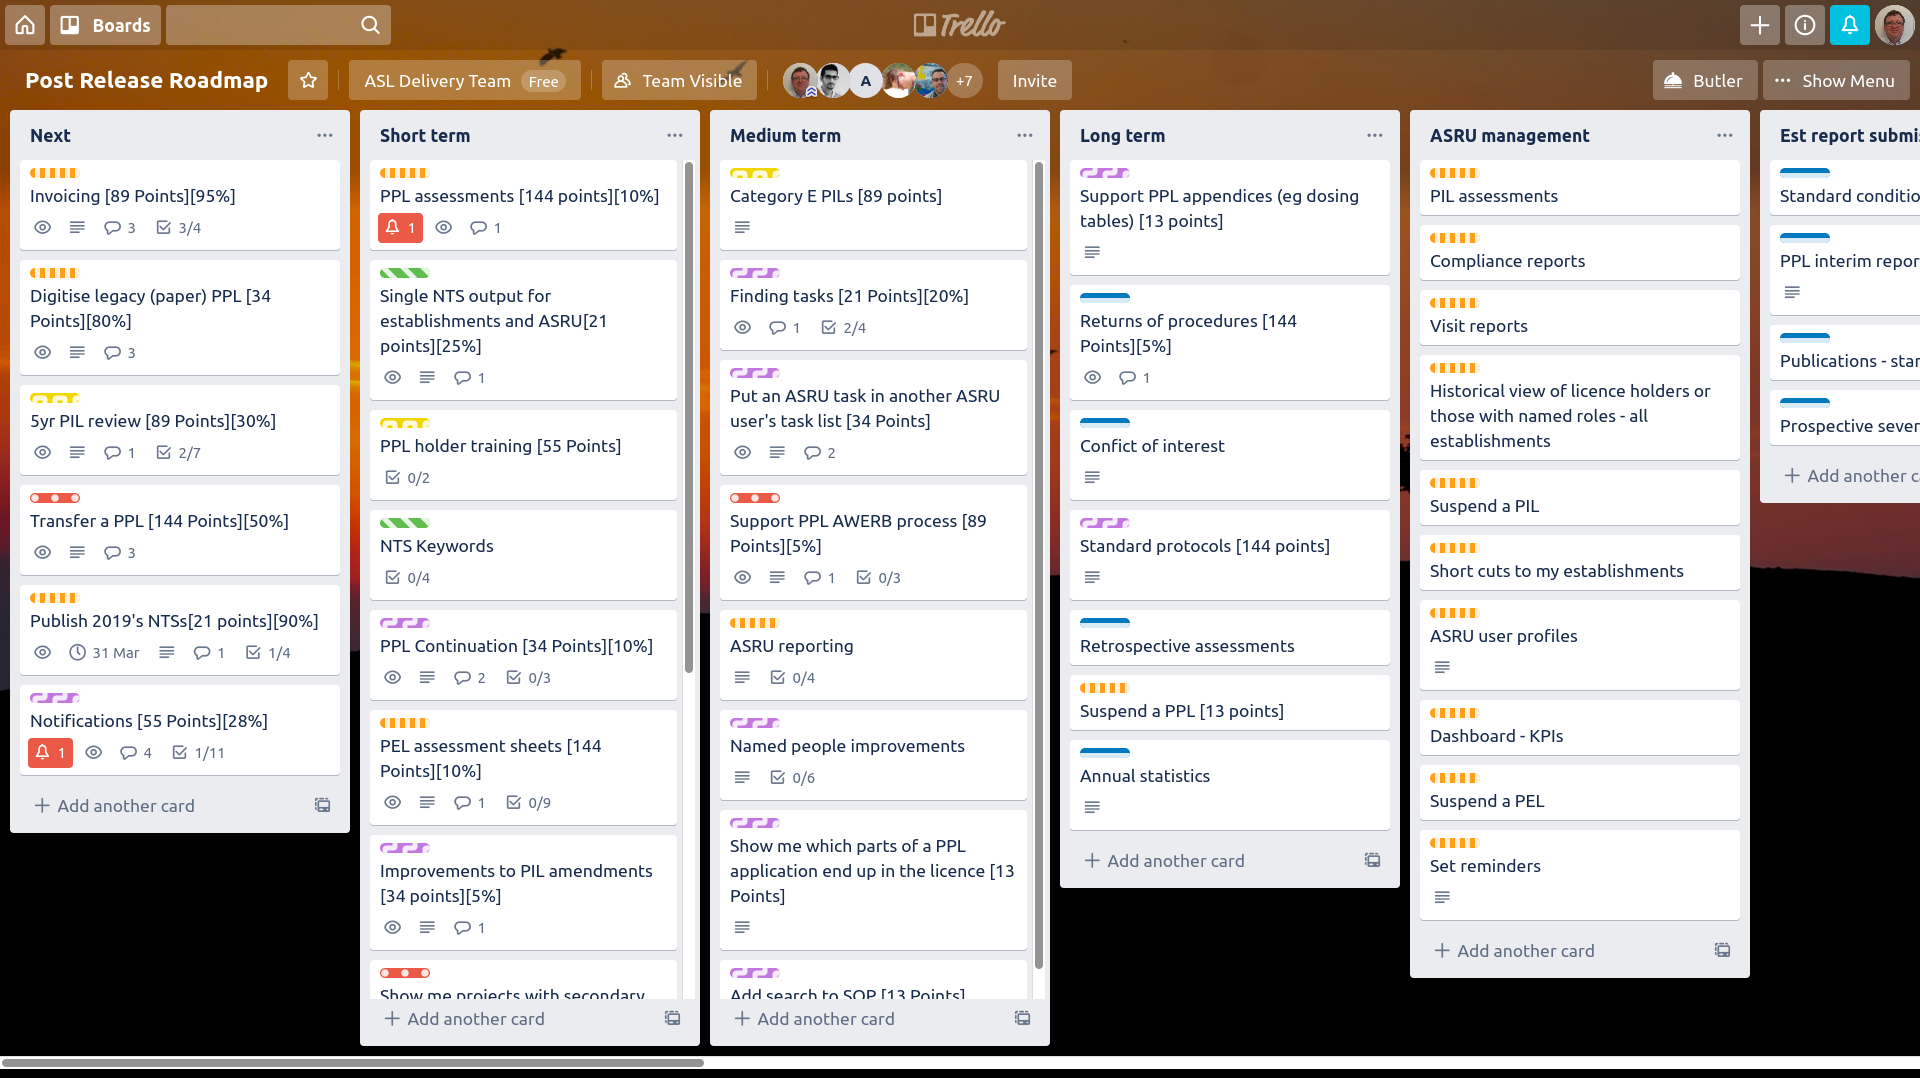 Boards
Trello
Post Release Roadmap
ASL Delivery Team Free
Team Visible
A
+7
Invite
Butler
Show Menu
Next
Invoicing [89 Points][95%]
3
3/4
Digitise legacy (paper) PPL [34
Points][80%]
3
5yr PIL review [89 Points][30%]
1
2/7
Transfer a PPL [144 Points][50%]
3
Publish 2019's NTSs[21 points][90%]
31 Mar
1
1/4
Notifications [55 Points][28%]
1
4
1/11
Add another card
Short term
PPL assessments [144 points][10%]
1
1
Single NTS output for
establishments and ASRU[21
points][25%]
1
PPL holder training [55 Points]
0/2
NTS Keywords
0/4
PPL Continuation [34 Points][10%]
2
0/3
PEL assessment sheets [144
Points][10%]
1
0/9
Improvements to PIL amendments
[34 points][5%]
1
Show me projects with secondary
Add another card
Medium term
Category E PILs [89 points]
Finding tasks [21 Points][20%]
1
2/4
Put an ASRU task in another ASRU
user's task list [34 Points]
2
Support PPL AWERB process [89
Points][5%]
1
0/3
ASRU reporting
0/4
Named people improvements
0/6
Show me which parts of a PPL
application end up in the licence [13
Points]
Add search to SOP [13 Points]
Add another card
Long term
Support PPL appendices (eg dosing
tables) [13 points]
Returns of procedures [144
Points][5%]
1
Confict of interest
Standard protocols [144 points]
Retrospective assessments
Suspend a PPL [13 points]
Annual statistics
Add another card
ASRU management
PIL assessments
Compliance reports
Visit reports
Historical view of licence holders or
those with named roles - all
establishments
Suspend a PIL
Short cuts to my establishments
ASRU user profiles
Dashboard - KPIs
Suspend a PEL
Set reminders
Add another card
Est report submis
Standard conditio
PPL interim repor
Publications - star
Prospective sever
Add another ca